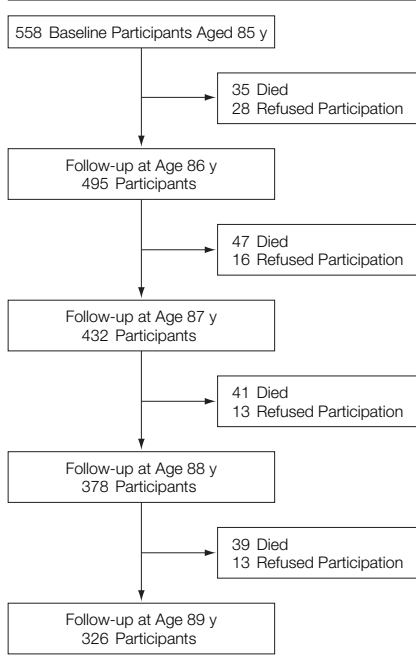 558 Baseline Participants Aged 85 y
35 Died
28 Refused Participation
Follow-up at Age 86 y
495 Participants
47 Died
16 Refused Participation
Follow-up at Age 87 y
432 Participants
41 Died
13 Refused Participation
Follow-up at Age 88 y
378 Participants
39 Died
13 Refused Participation
Follow-up at Age 89 y
326 Participants